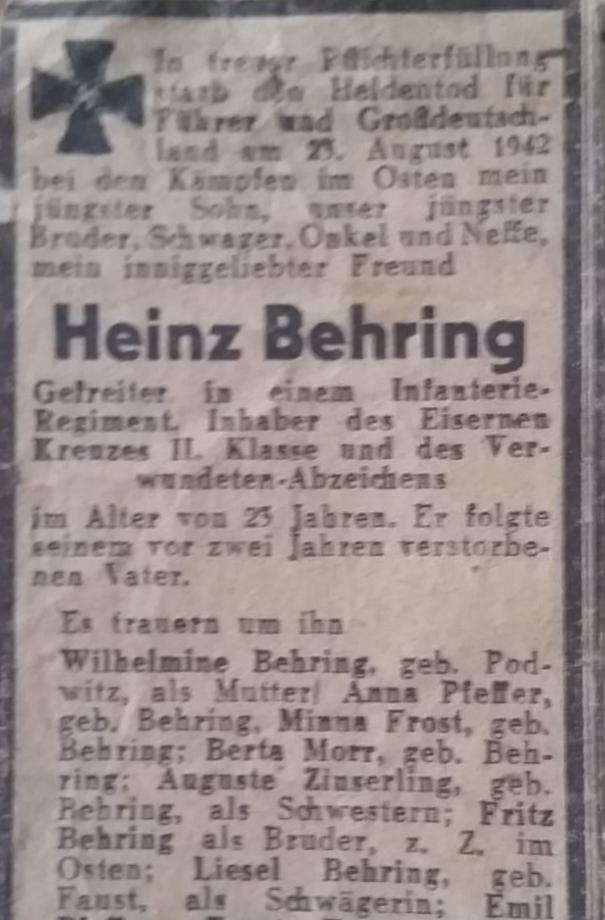 In treuer Pflichterfüllung
starb den Heldentod für
Führer und Großdeutsch-
land am 23. August 1942
bei den Kämpfen im Osten mein
jüngster Sohn, unser jüngster
Bruder, Schwager, Onkel und Neffe,
mein inniggeliebter Freund
Heinz Behring
Gefreiter in einem Infanterie-
Regiment, Inhaber des Eisernen
Kreuzes II. Klasse und des Ver-
wundeten-Abzeichens
im Alter von 23 Jahren. Er folgte
seinem vor zwei Jahren verstorbe-
nen Vater.
Es trauern um ihn
Wilhelmine Behring, geb. Pod-
witz, als Mutter; Anna Pfeffer,
geb. Behring, Minna Frost, geb.
Behring; Berta Morr, geb. Beh-
ring; Auguste Zinserling, geb.
Behring, als Schwestern; Fritz
Behring als Bruder, z. Z. im
Osten; Liesel Behring, geb.
Faust, als Schwägerin; Emil